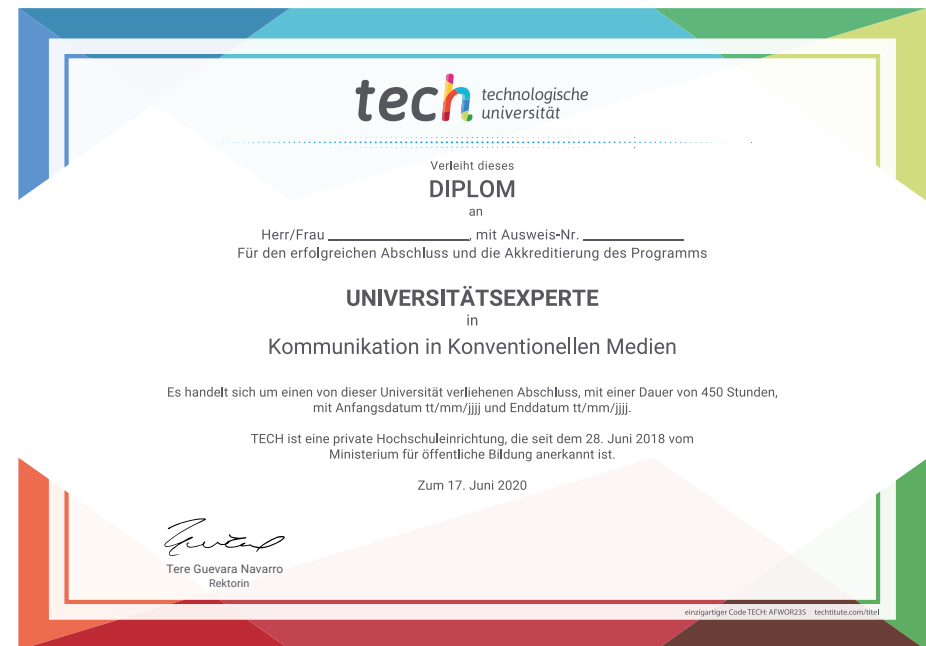 tech technologische
universität
Verleiht dieses
DIPLOM
an
Herr/Frau ____________________, mit Ausweis-Nr. ______________
Für den erfolgreichen Abschluss und die Akkreditierung des Programms
UNIVERSITÄTSEXPERTE
in
Kommunikation in Konventionellen Medien
Es handelt sich um einen von dieser Universität verliehenen Abschluss, mit einer Dauer von 450 Stunden,
mit Anfangsdatum tt/mm/jjjj und Enddatum tt/mm/jjjj.
TECH ist eine private Hochschuleinrichtung, die seit dem 28. Juni 2018 vom
Ministerium für öffentliche Bildung anerkannt ist.
Zum 17. Juni 2020
Tere Guevara Navarro
Rektorin
einzigartiger Code TECH: AFWOR23S techtitute.com/titel